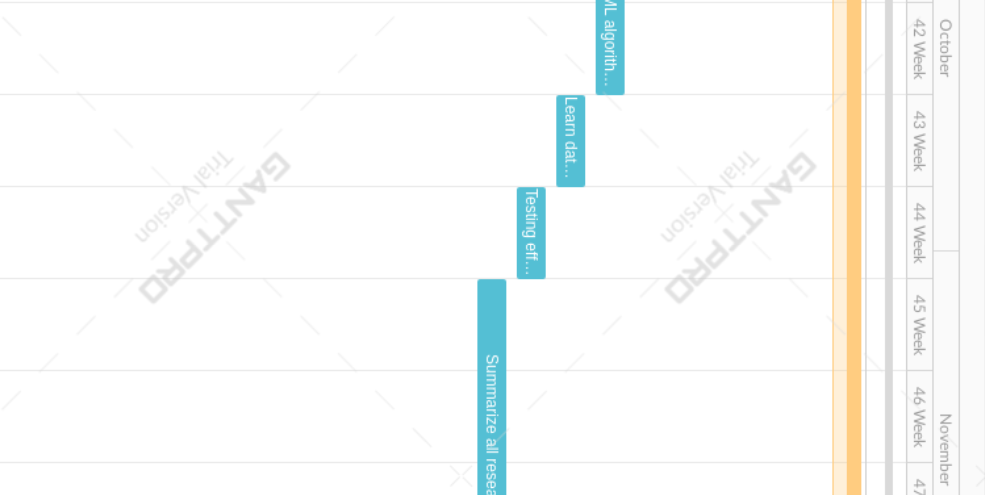 October
November
42 Week
43 Week
44 Week
45 Week
46 Week
47
ML algorith...
Learn dat...
Testing eff...
Summarize all resea
GANTTPRO
Trial Version
GANTTPRO
Trial Version